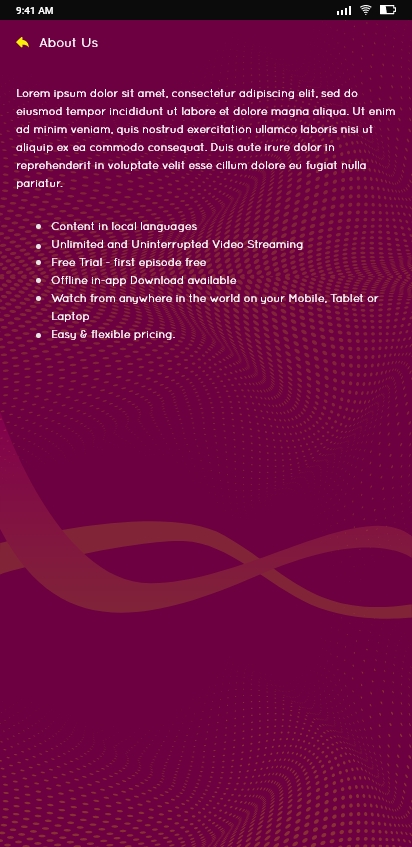 9:41 AM
About Us
Lorem ipsum dolor sit amet, consectetur adipiscing elit, sed do
eiusmod tempor incididunt ut labore et dolore magna aliqua. Ut enim
ad minim veniam, quis nostrud exercitation ullamco laboris nisi ut
aliquip ex ea commodo consequat. Duis aute irure dolor in
reprehenderit in voluptate velit esse cillum dolore eu fugiat nulla
pariatur.
Content in local languages
Unlimited and Uninterrupted Video Streaming
Free Trial - first episode free
Offline in-app Download available
Watch from anywhere in the world on your Mobile, Tablet or
Laptop
Easy & flexible pricing.